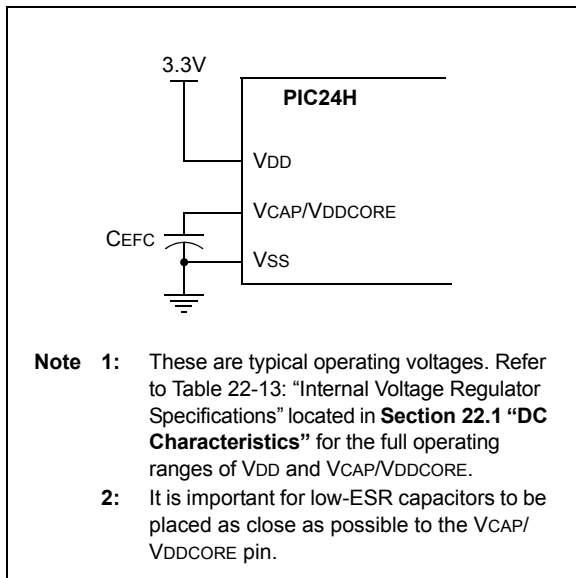 3.3V
PIC24H
VDD
VCAP/VDDCORE
CEFC
VSS
Note 1: These are typical operating voltages. Refer
to Table 22-13: “Internal Voltage Regulator
Specifications” located in Section 22.1 “DC
Characteristics” for the full operating
ranges of VDD and VCAP/VDDCORE.
2: It is important for low-ESR capacitors to be
placed as close as possible to the VCAP/
VDDCORE pin.